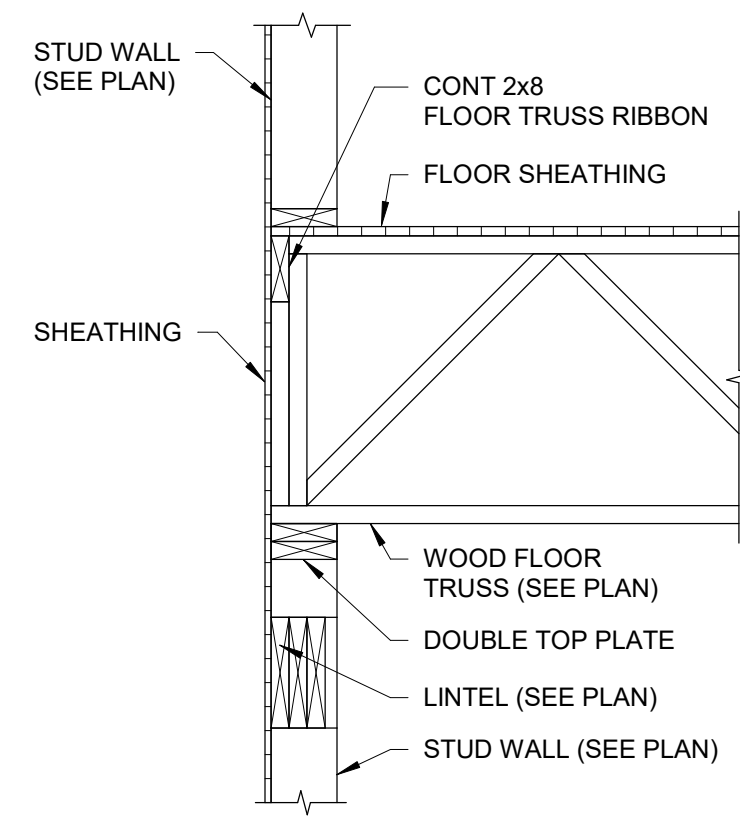 STUD WALL
(SEE PLAN)
CONT 2x8
FLOOR TRUSS RIBBON
FLOOR SHEATHING
SHEATHING
WOOD FLOOR
TRUSS (SEE PLAN)
DOUBLE TOP PLATE
LINTEL (SEE PLAN)
STUD WALL (SEE PLAN)